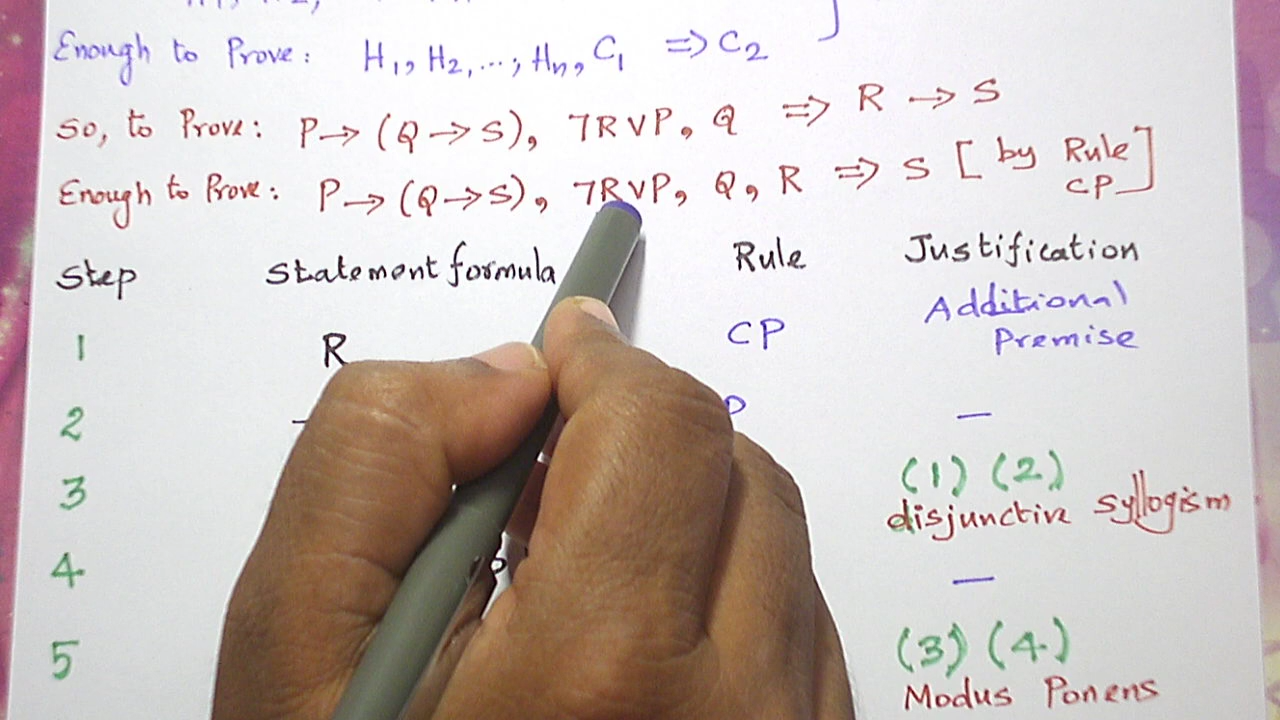 Enough to Prove: H₁, H₂, ...; Hn, C₁ ⇒ C₂
So, to Prove: P → (Q → S), ㄱR ∨ P, Q ⇒ R → S
Enough to Prove: P → (Q → S), ㄱR ∨ P, Q, R ⇒ S [by Rule CP]
Step Statement formula Rule Justification
1 R CP Additional Premise
2 P —
3 (1) (2) disjunctive syllogism
4 —
5 (3) (4) Modus Ponens